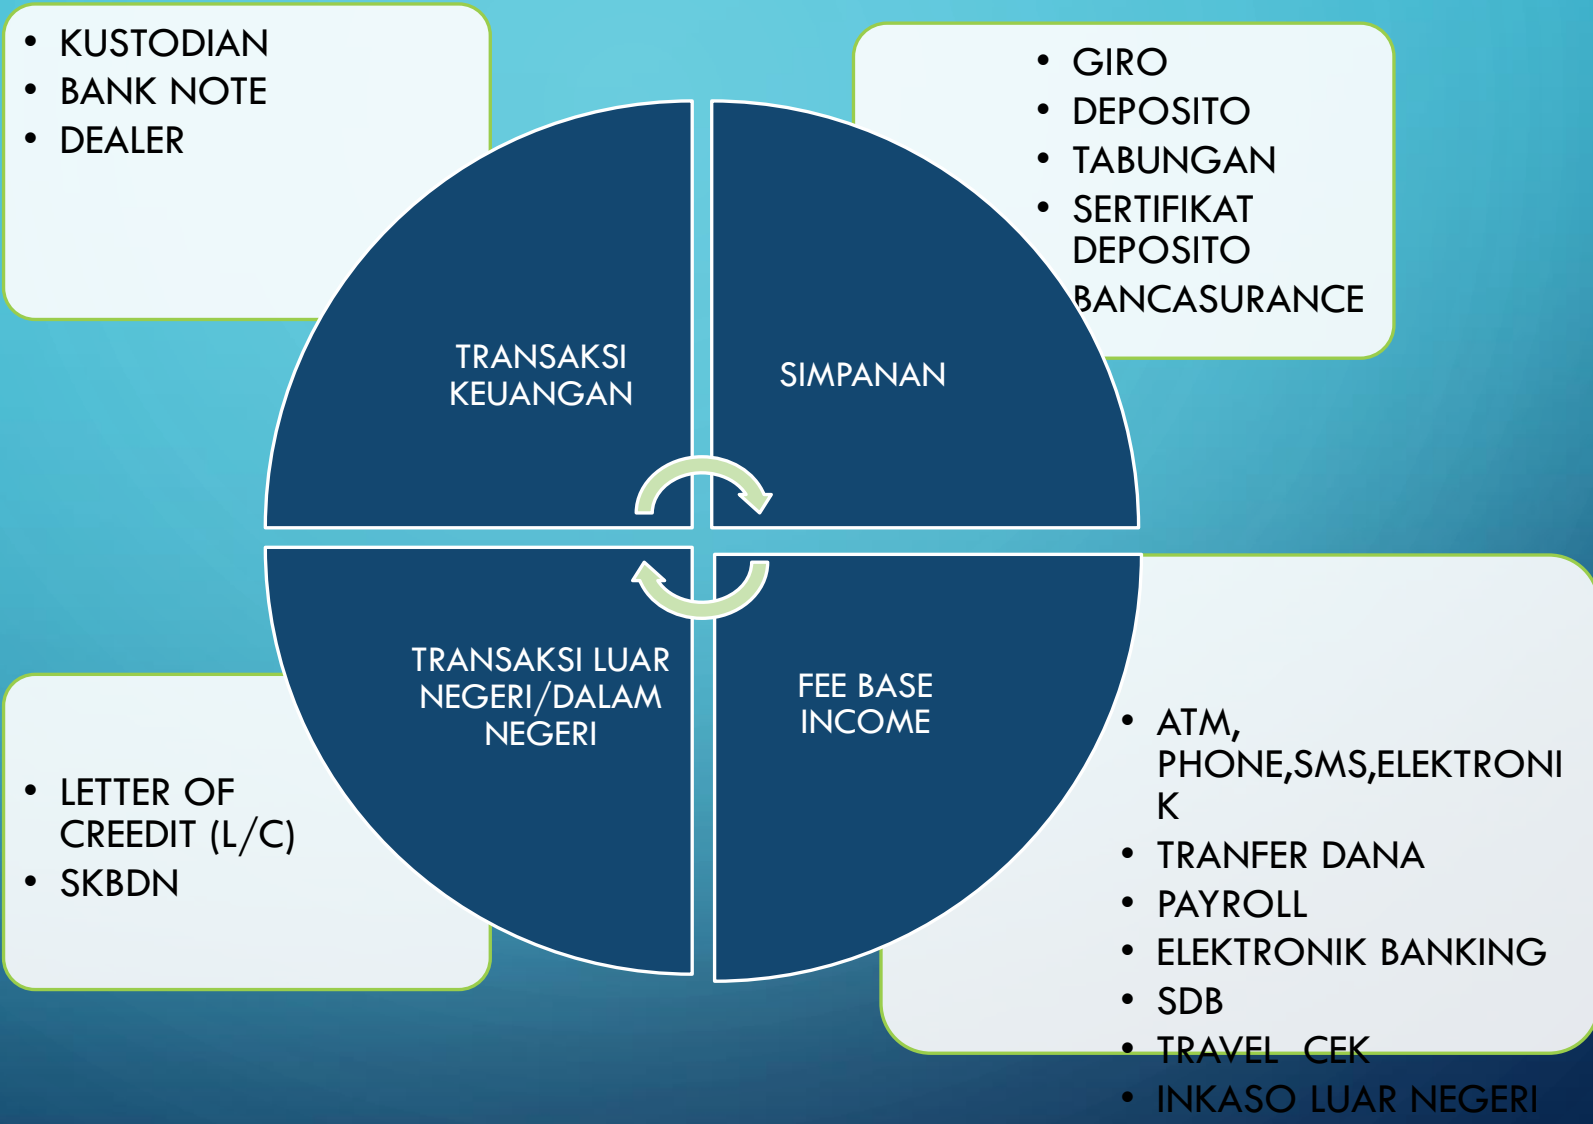 • KUSTODIAN
• BANK NOTE
• DEALER
• GIRO
• DEPOSITO
• TABUNGAN
• SERTIFIKAT
DEPOSITO
BANCASURANCE
TRANSAKSI
KEUANGAN
SIMPANAN
TRANSAKSI LUAR
NEGERI/DALAM
NEGERI
FEE BASE
INCOME
• LETTER OF
CREEDIT (L/C)
• SKBDN
• ATM,
PHONE,SMS,ELEKTRONI
K
• TRANFER DANA
• PAYROLL
• ELEKTRONIK BANKING
• SDB
• TRAVEL  CEK
• INKASO LUAR NEGERI